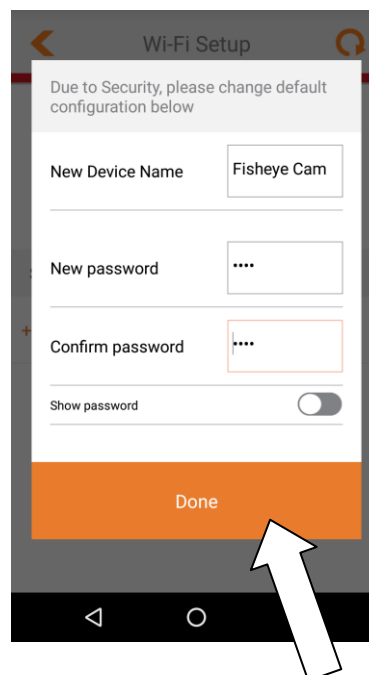 Wi-Fi Setup
Due to Security, please change default
configuration below
New Device Name
Fisheye Cam
New password
••••
Confirm password
••••
Show password
Done